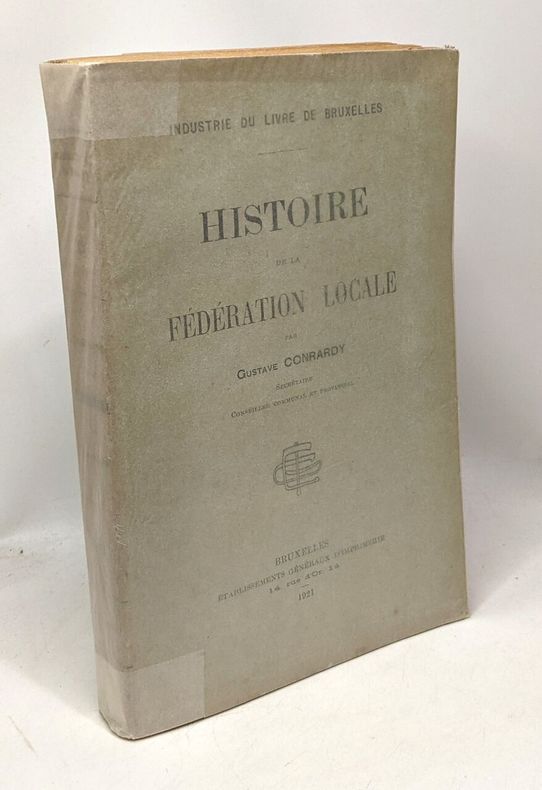 INDUSTRIE DU LIVRE DE BRUXELLES
HISTOIRE
DE LA
FÉDÉRATION LOCALE
PAR
GUSTAVE CONRARDY
SECRÉTAIRE
CONSEILLER COMMUNAL ET PROVINCIAL
BRUXELLES
ÉTABLISSEMENTS GÉNÉRAUX D'IMPRIMERIE
14, rue d'Or, 14
1921